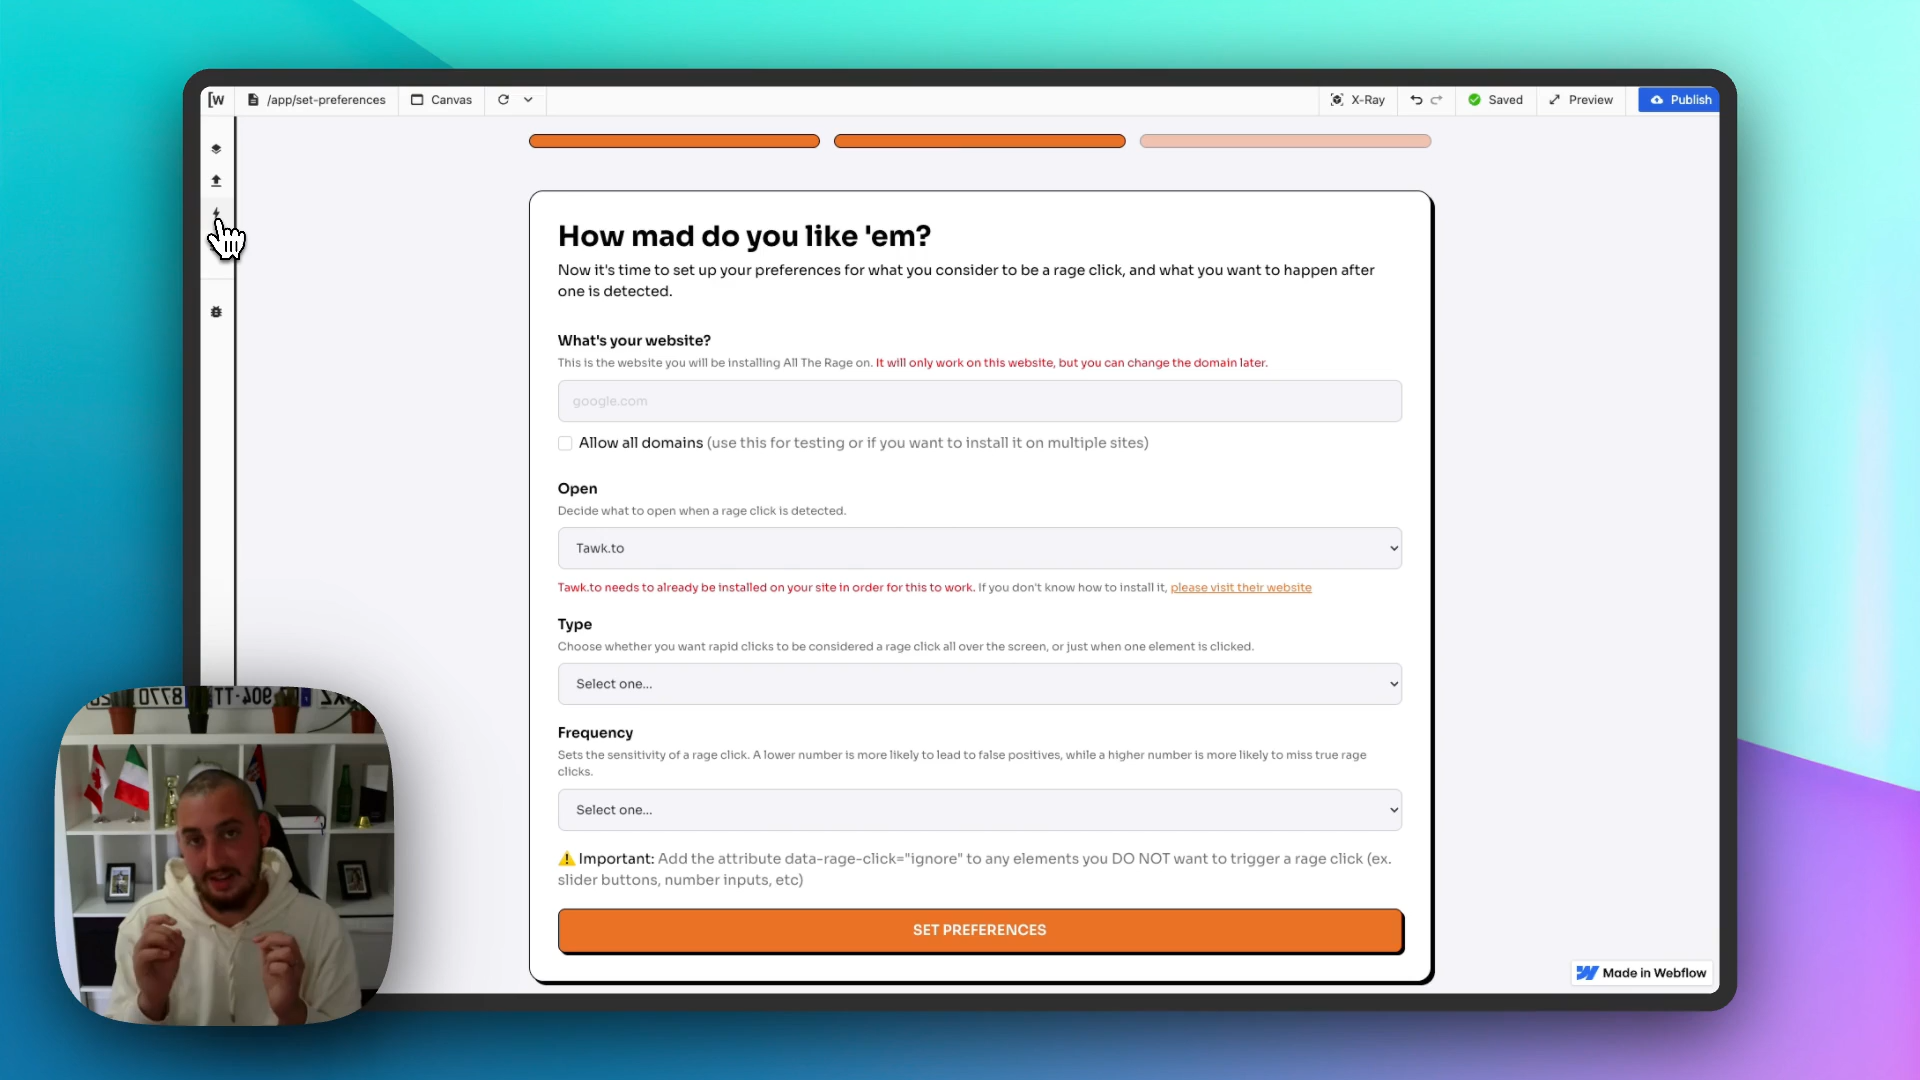 [W
/app/set-preferences
Canvas
X-Ray
Saved
Preview
Publish
How mad do you like 'em?
Now it's time to set up your preferences for what you consider to be a rage click, and what you want to happen after
one is detected.
What's your website?
This is the website you will be installing All The Rage on. It will only work on this website, but you can change the domain later.
google.com
Allow all domains (use this for testing or if you want to install it on multiple sites)
Open
Decide what to open when a rage click is detected.
Tawk.to
Tawk.to needs to already be installed on your site in order for this to work. If you don't know how to install it, please visit their website
Type
Choose whether you want rapid clicks to be considered a rage click all over the screen, or just when one element is clicked.
Select one...
Frequency
Sets the sensitivity of a rage click. A lower number is more likely to lead to false positives, while a higher number is more likely to miss true rage
clicks.
Select one...
⚠️ Important: Add the attribute data-rage-click="ignore" to any elements you DO NOT want to trigger a rage click (ex.
slider buttons, number inputs, etc)
SET PREFERENCES
Made in Webflow